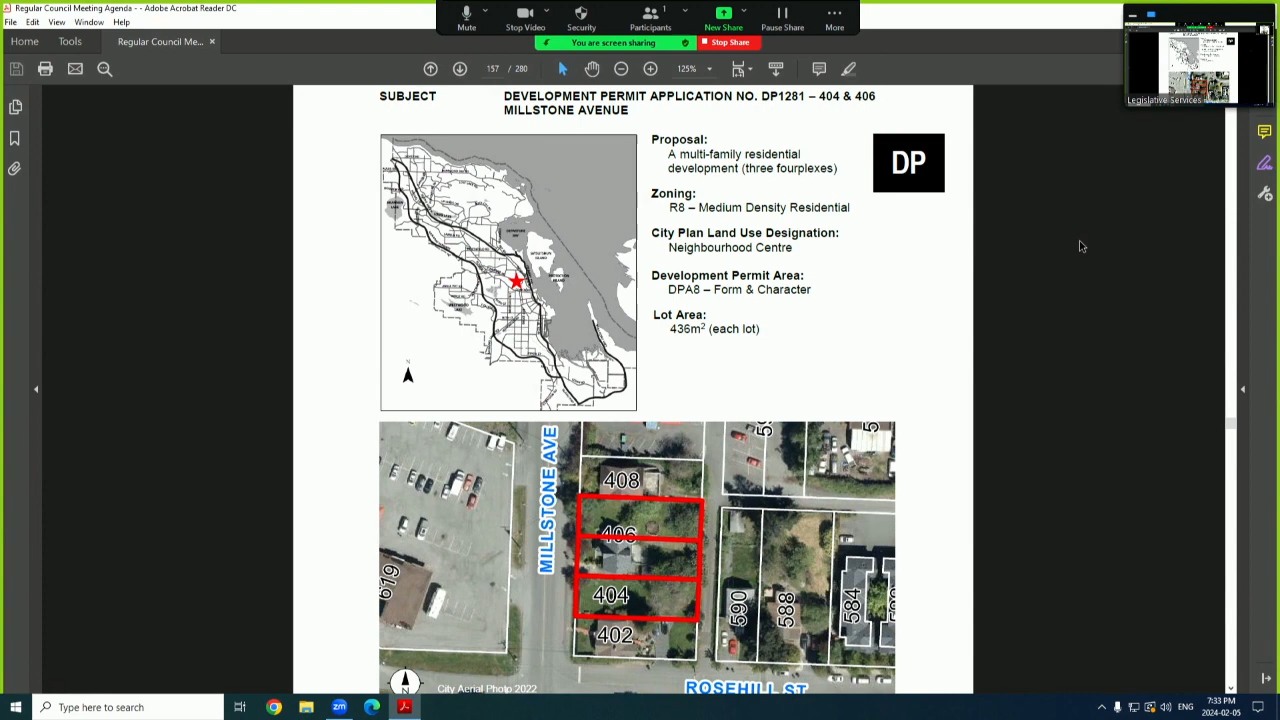 Regular Council Meeting Agenda - - Adobe Acrobat Reader DC
File Edit View Window Help
Home Tools Regular Council Me... ×
Mute Stop Video Security Participants 1 New Share Pause Share More
You are screen sharing Stop Share
157 / 280 125%
Legislative Services
SUBJECT DEVELOPMENT PERMIT APPLICATION NO. DP1281 – 404 & 406
MILLSTONE AVENUE
Proposal:
A multi-family residential
development (three fourplexes)
DP
Zoning:
R8 – Medium Density Residential
City Plan Land Use Designation:
Neighbourhood Centre
Development Permit Area:
DPA8 – Form & Character
Lot Area:
436m² (each lot)
N
MILLSTONE AVE
408
406
404
402
619
590
588
584
ROSEHILL ST
City Aerial Photo 2022
N
Type here to search
zm
ENG
7:33 PM
2024-02-05